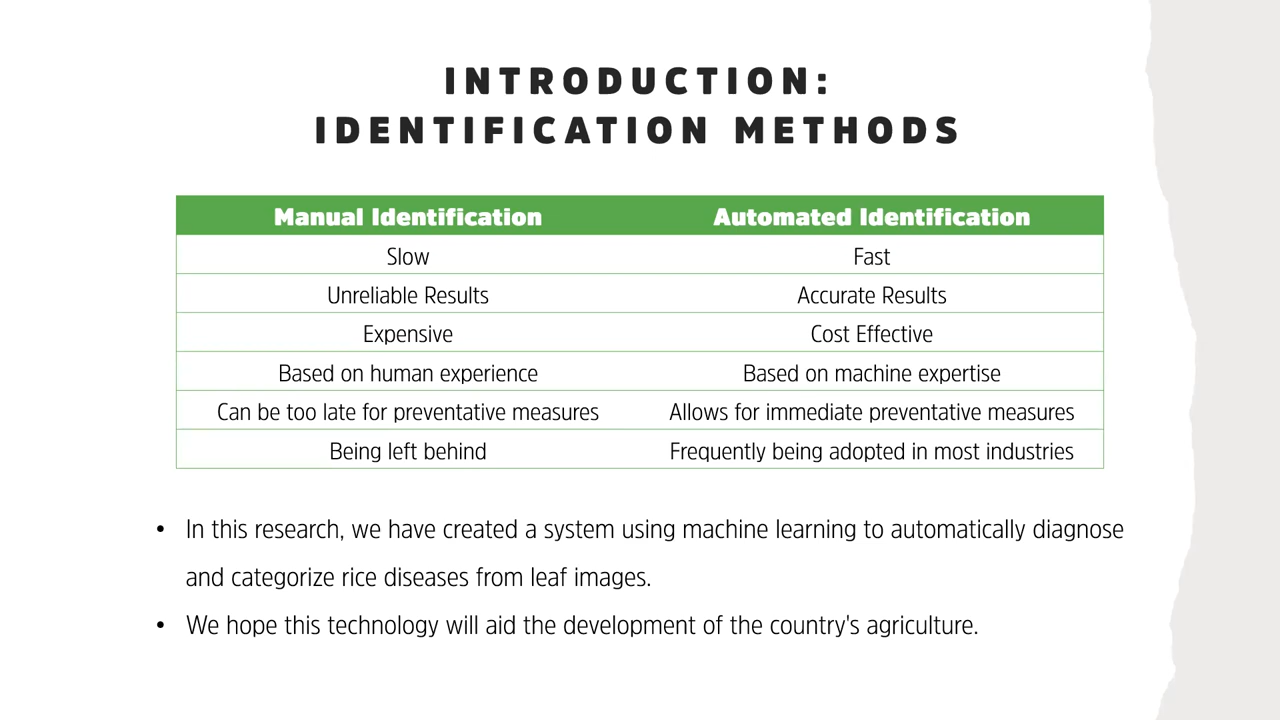 INTRODUCTION:
IDENTIFICATION METHODS
Manual Identification Automated Identification
Slow Fast
Unreliable Results Accurate Results
Expensive Cost Effective
Based on human experience Based on machine expertise
Can be too late for preventative measures Allows for immediate preventative measures
Being left behind Frequently being adopted in most industries
• In this research, we have created a system using machine learning to automatically diagnose
and categorize rice diseases from leaf images.
• We hope this technology will aid the development of the country's agriculture.